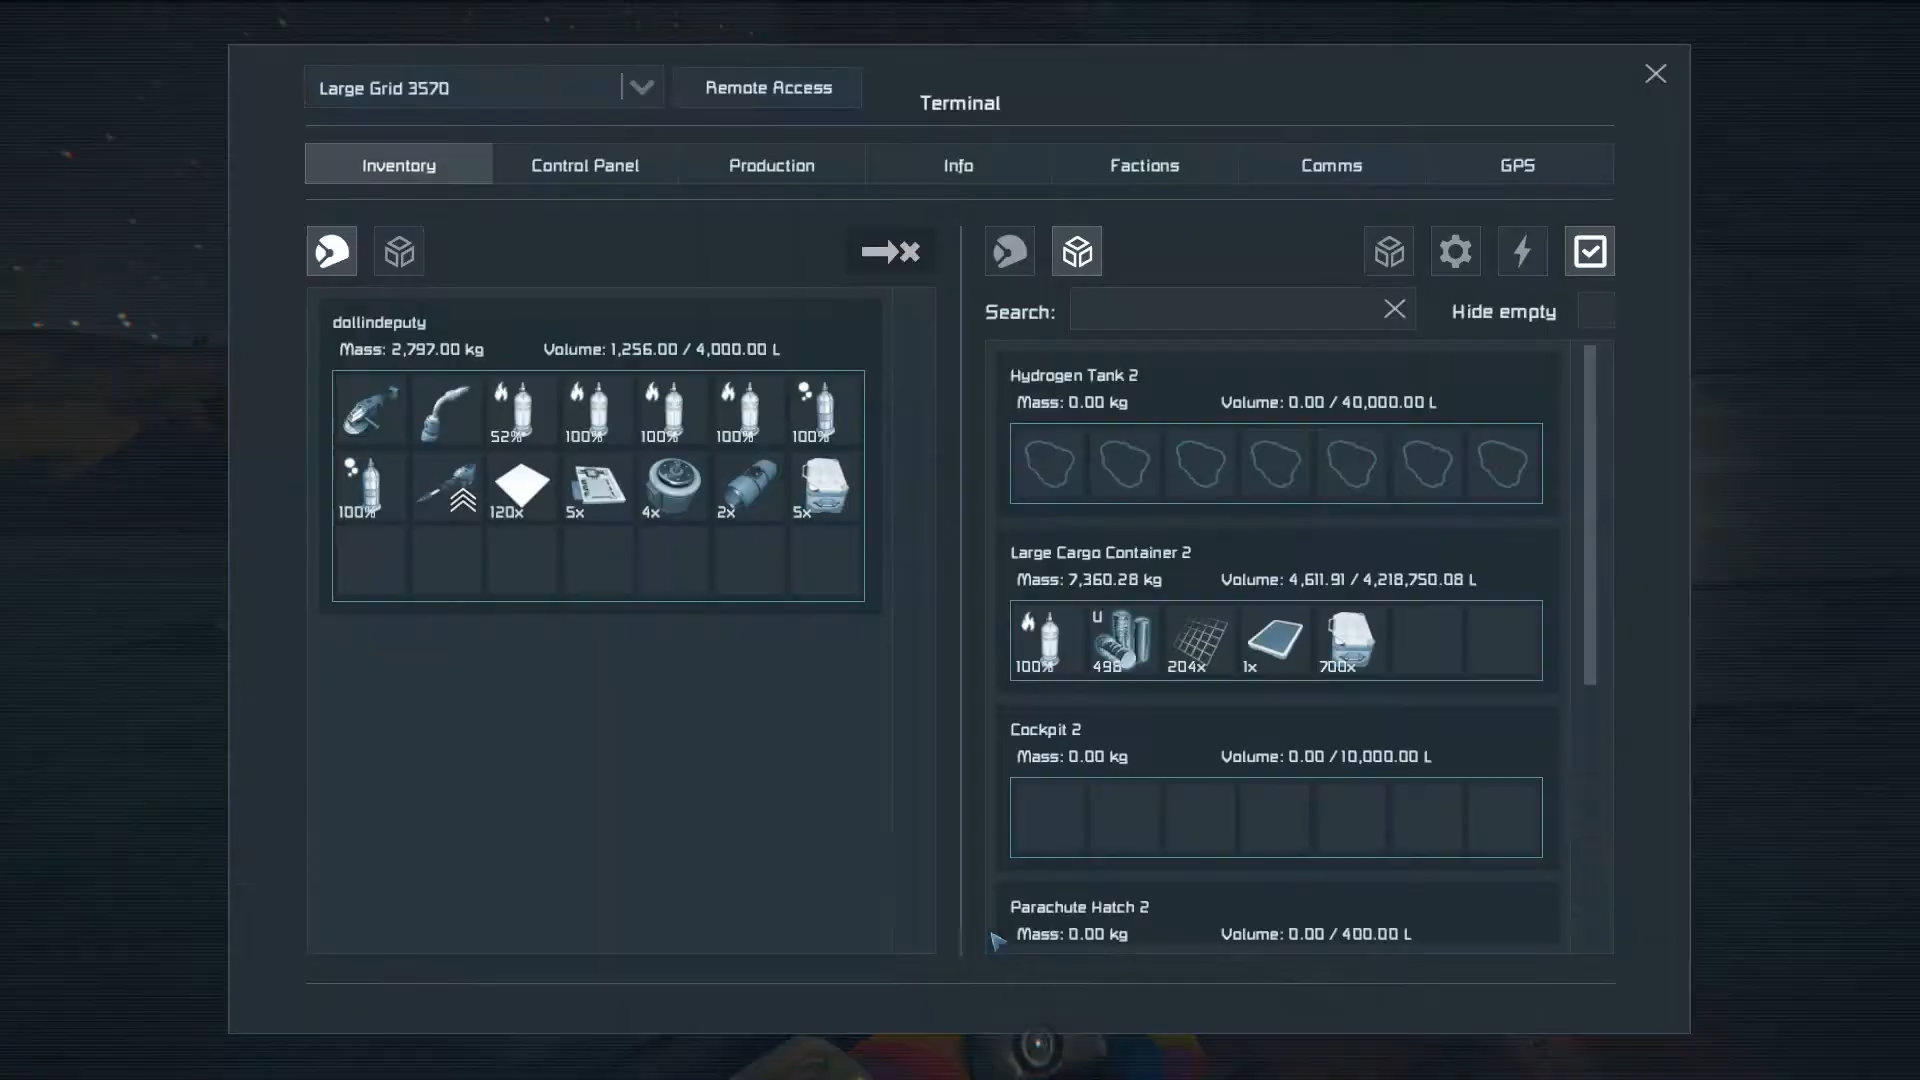 Large Grid 3570
Remote Access
Terminal
Inventory
Control Panel
Production
Info
Factions
Comms
GPS
Search:
Hide empty
dollindeputy
Mass: 2,797.00 kg
Volume: 1,256.00 / 4,000.00 L
52%
100%
100%
100%
100%
100%
120x
5x
4x
2x
5x
Hydrogen Tank 2
Mass: 0.00 kg
Volume: 0.00 / 40,000.00 L
Large Cargo Container 2
Mass: 7,360.28 kg
Volume: 4,611.91 / 4,218,750.08 L
U
100%
498
204x
1x
700x
Cockpit 2
Mass: 0.00 kg
Volume: 0.00 / 10,000.00 L
Parachute Hatch 2
Mass: 0.00 kg
Volume: 0.00 / 400.00 L